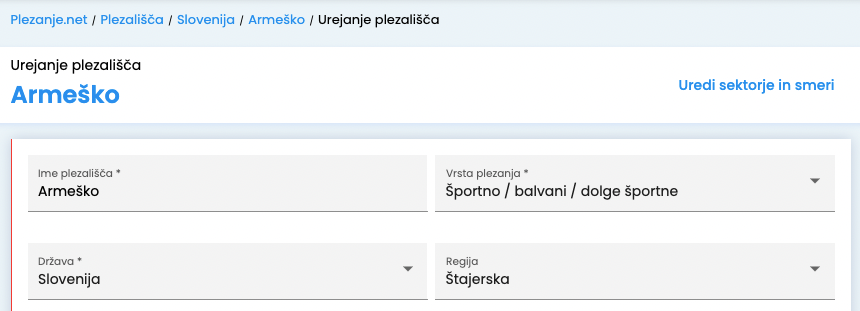 Plezanje.net / Plezališča / Slovenija / Armeško / Urejanje plezališča
Urejanje plezališča
Armeško
Uredi sektorje in smeri
Ime plezališča *
Armeško
Vrsta plezanja *
Športno / balvani / dolge športne
Država *
Slovenija
Regija
Štajerska